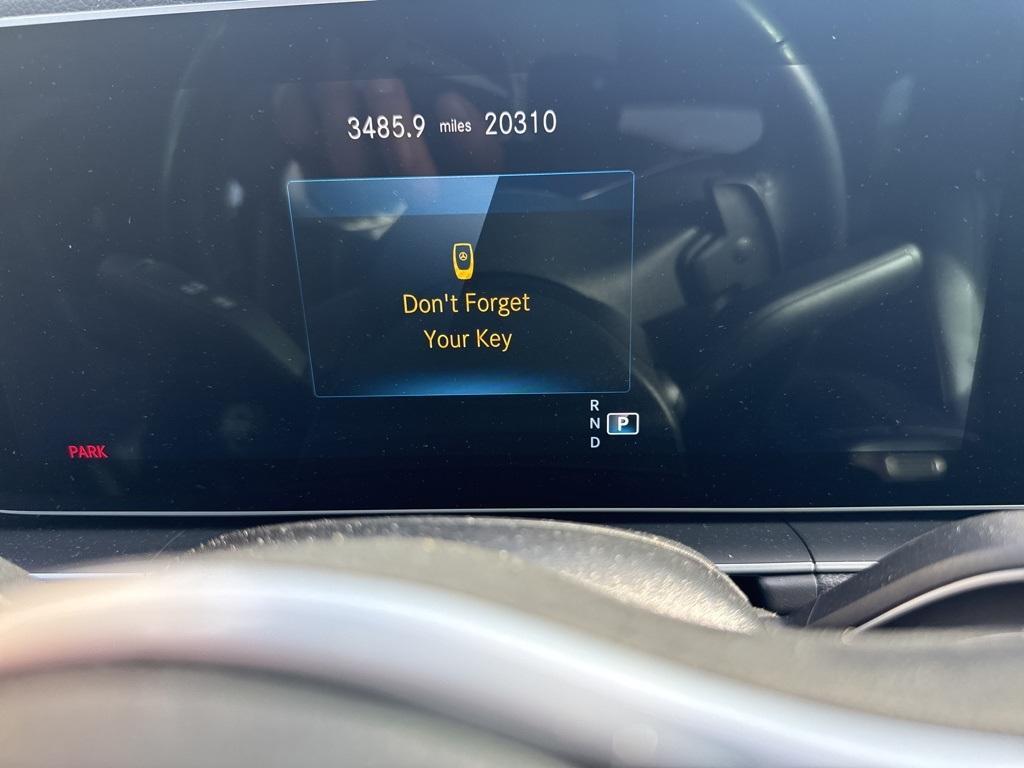 3485.9 miles 20310
Don't Forget
Your Key
R
N P
D
PARK